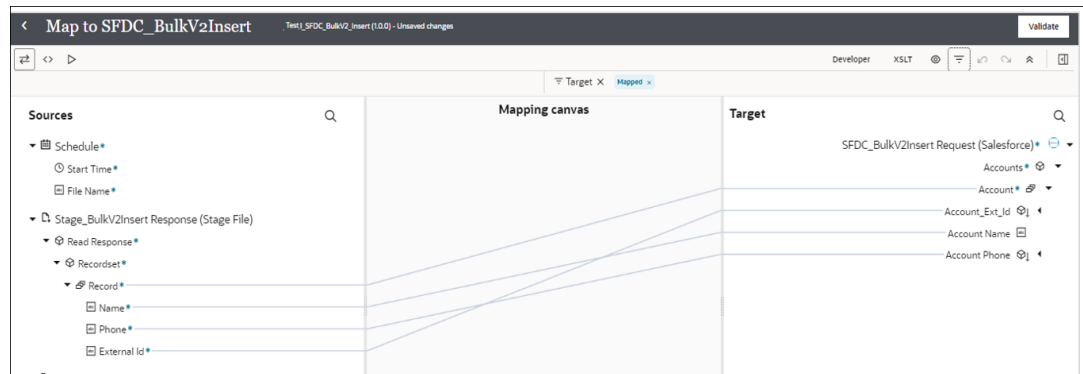 Map to SFDC_BulkV2Insert
Test1_SFDC_BulkV2_Insert (1.0.0) - Unsaved changes
Validate
Developer XSLT
Target Mapped
Sources
Mapping canvas
Target
Schedule*
Start Time*
File Name*
Stage_BulkV2Insert Response (Stage File)
Read Response*
Recordset*
Record*
Name*
Phone*
External Id*
SFDC_BulkV2Insert Request (Salesforce)*
Accounts*
Account*
Account_Ext_Id
Account Name
Account Phone